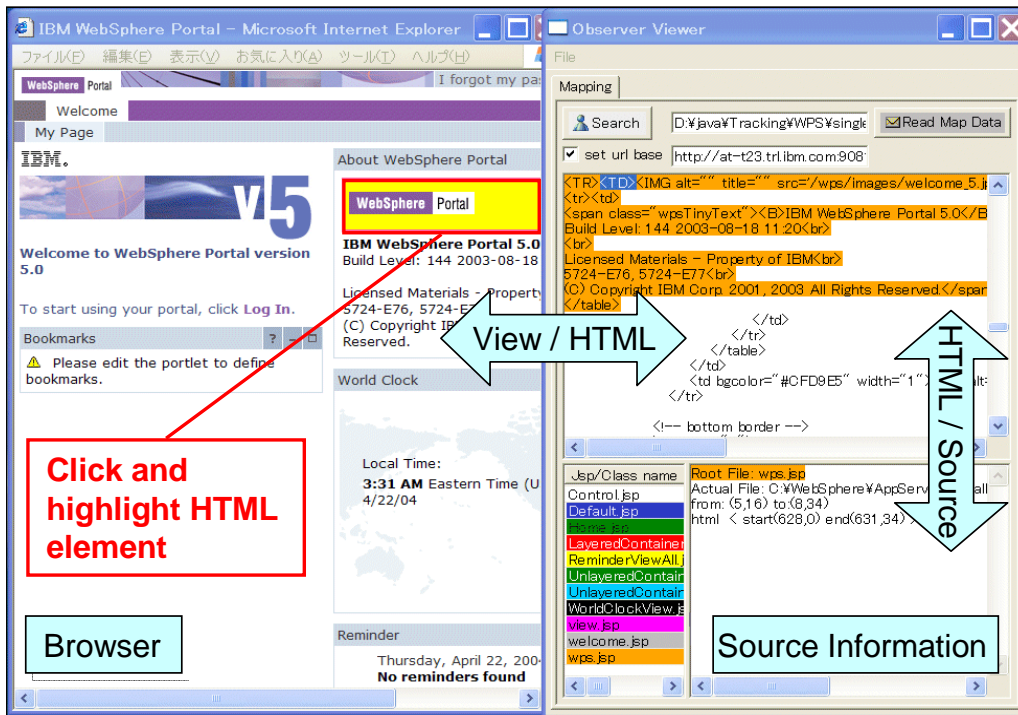 IBM WebSphere Portal - Microsoft Internet Explorer
ファイル(F) 編集(E) 表示(V) お気に入り(A) ツール(T) ヘルプ(H)
WebSphere Portal
I forgot my pa
Welcome
My Page
IBM.
v5
Welcome to WebSphere Portal version
5.0
To start using your portal, click Log In.
Bookmarks ? -
Please edit the portlet to define
bookmarks.
About WebSphere Portal
WebSphere Portal
IBM WebSphere Portal 5.0
Build Level: 144 2003-08-18
Licensed Materials - Property
5724-E76, 5724-E77
(C) Copyright IB
Reserved.
World Clock
Local Time:
3:31 AM Eastern Time (U
4/22/04
Reminder
Thursday, April 22, 200
No reminders found
Click and
highlight HTML
element
Browser
View / HTML
Observer Viewer
File
Mapping
Search D:¥java¥Tracking¥WPS¥single Read Map Data
set url base http://at-t23.trl.ibm.com:908
<TR><TD><IMG alt="" title="" src='/wps/images/welcome_5.j
<tr><td>
<span class="wpsTinyText"><B>IBM WebSphere Portal 5.0</B
Build Level: 144 2003-08-18 11:20<br>
<br>
Licensed Materials - Property of IBM<br>
5724-E76, 5724-E77<br>
(C) Copyright IBM Corp. 2001, 2003 All Rights Reserved.</span
</table>
</td>
</tr>
</table>
</td>
<td bgcolor="#CFD9E5" width="1"> alt=
</tr>
<!-- bottom border -->
HTML / Source
Jsp/Class name
Control.jsp
Default.jsp
Home.jsp
LayeredContainer
ReminderViewAll.j
UnlayeredContain
UnlayeredContain
WorldClockView.js
view.jsp
welcome.jsp
wps.jsp
Root File: wps.jsp
Actual File: C:¥WebSphere¥AppServ all
from: (5,16) to:(8,34)
html < start(628,0) end(631,34) >
Source Information